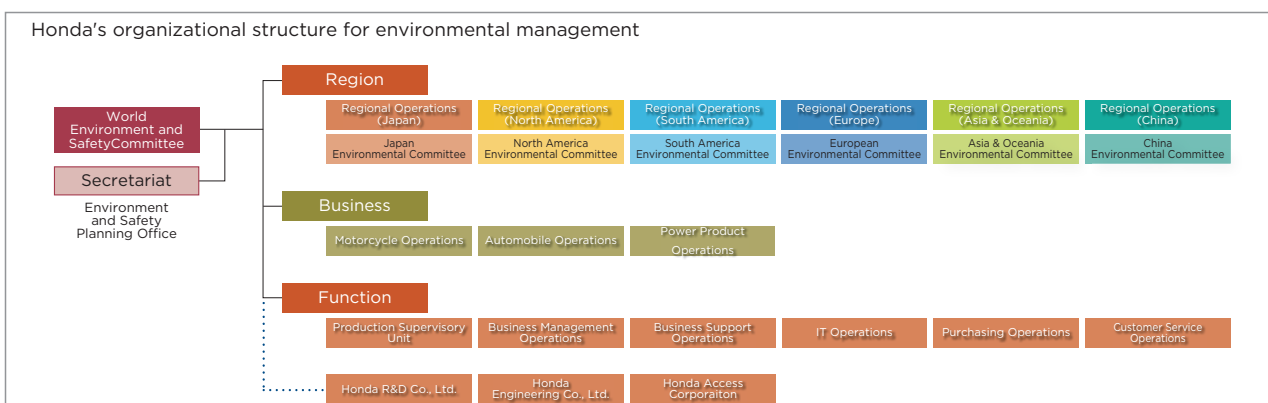 Honda's organizational structure for environmental management
Region
World
Environment and
SafetyCommittee
Secretariat
Environment
and Safety
Planning Office
Regional Operations
(Japan)
Regional Operations
(North America)
Regional Operations
(South America)
Regional Operations
(Europe)
Regional Operations
(Asia & Oceania)
Regional Operations
(China)
Japan
Environmental Committee
North America
Environmental Committee
South America
Environmental Committee
European
Environmental Committee
Asia & Oceania
Environmental Committee
China
Environmental Committee
Business
Motorcycle Operations
Automobile Operations
Power Product
Operations
Function
Production Supervisory
Unit
Business Management
Operations
Business Support
Operations
IT Operations
Purchasing Operations
Customer Service
Operations
Honda R&D Co., Ltd.
Honda
Engineering Co., Ltd.
Honda Access
Corporaiton